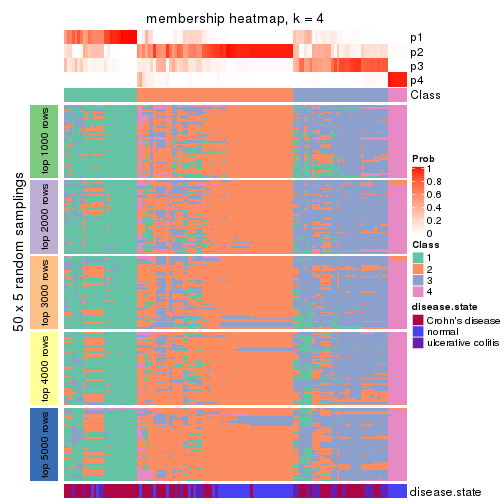 membership heatmap, k = 4
p1
p2
p3
p4
Class
50 x 5 random samplings
top 1000 rows
top 2000 rows
top 3000 rows
top 4000 rows
top 5000 rows
disease.state
Prob
1
0.8
0.6
0.4
0.2
0
Class
1
2
3
4
disease.state
Crohn's disease
normal
ulcerative colitis